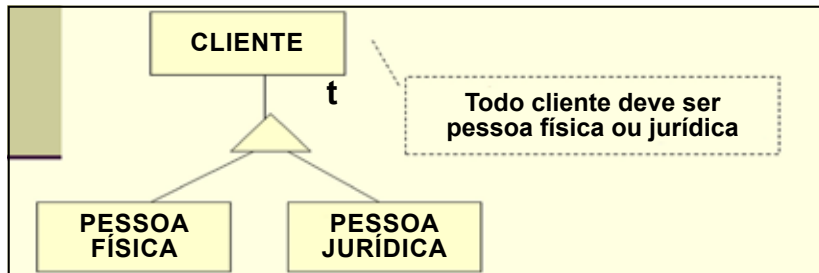 CLIENTE
t
Todo cliente deve ser
pessoa física ou jurídica
PESSOA
FÍSICA
PESSOA
JURÍDICA